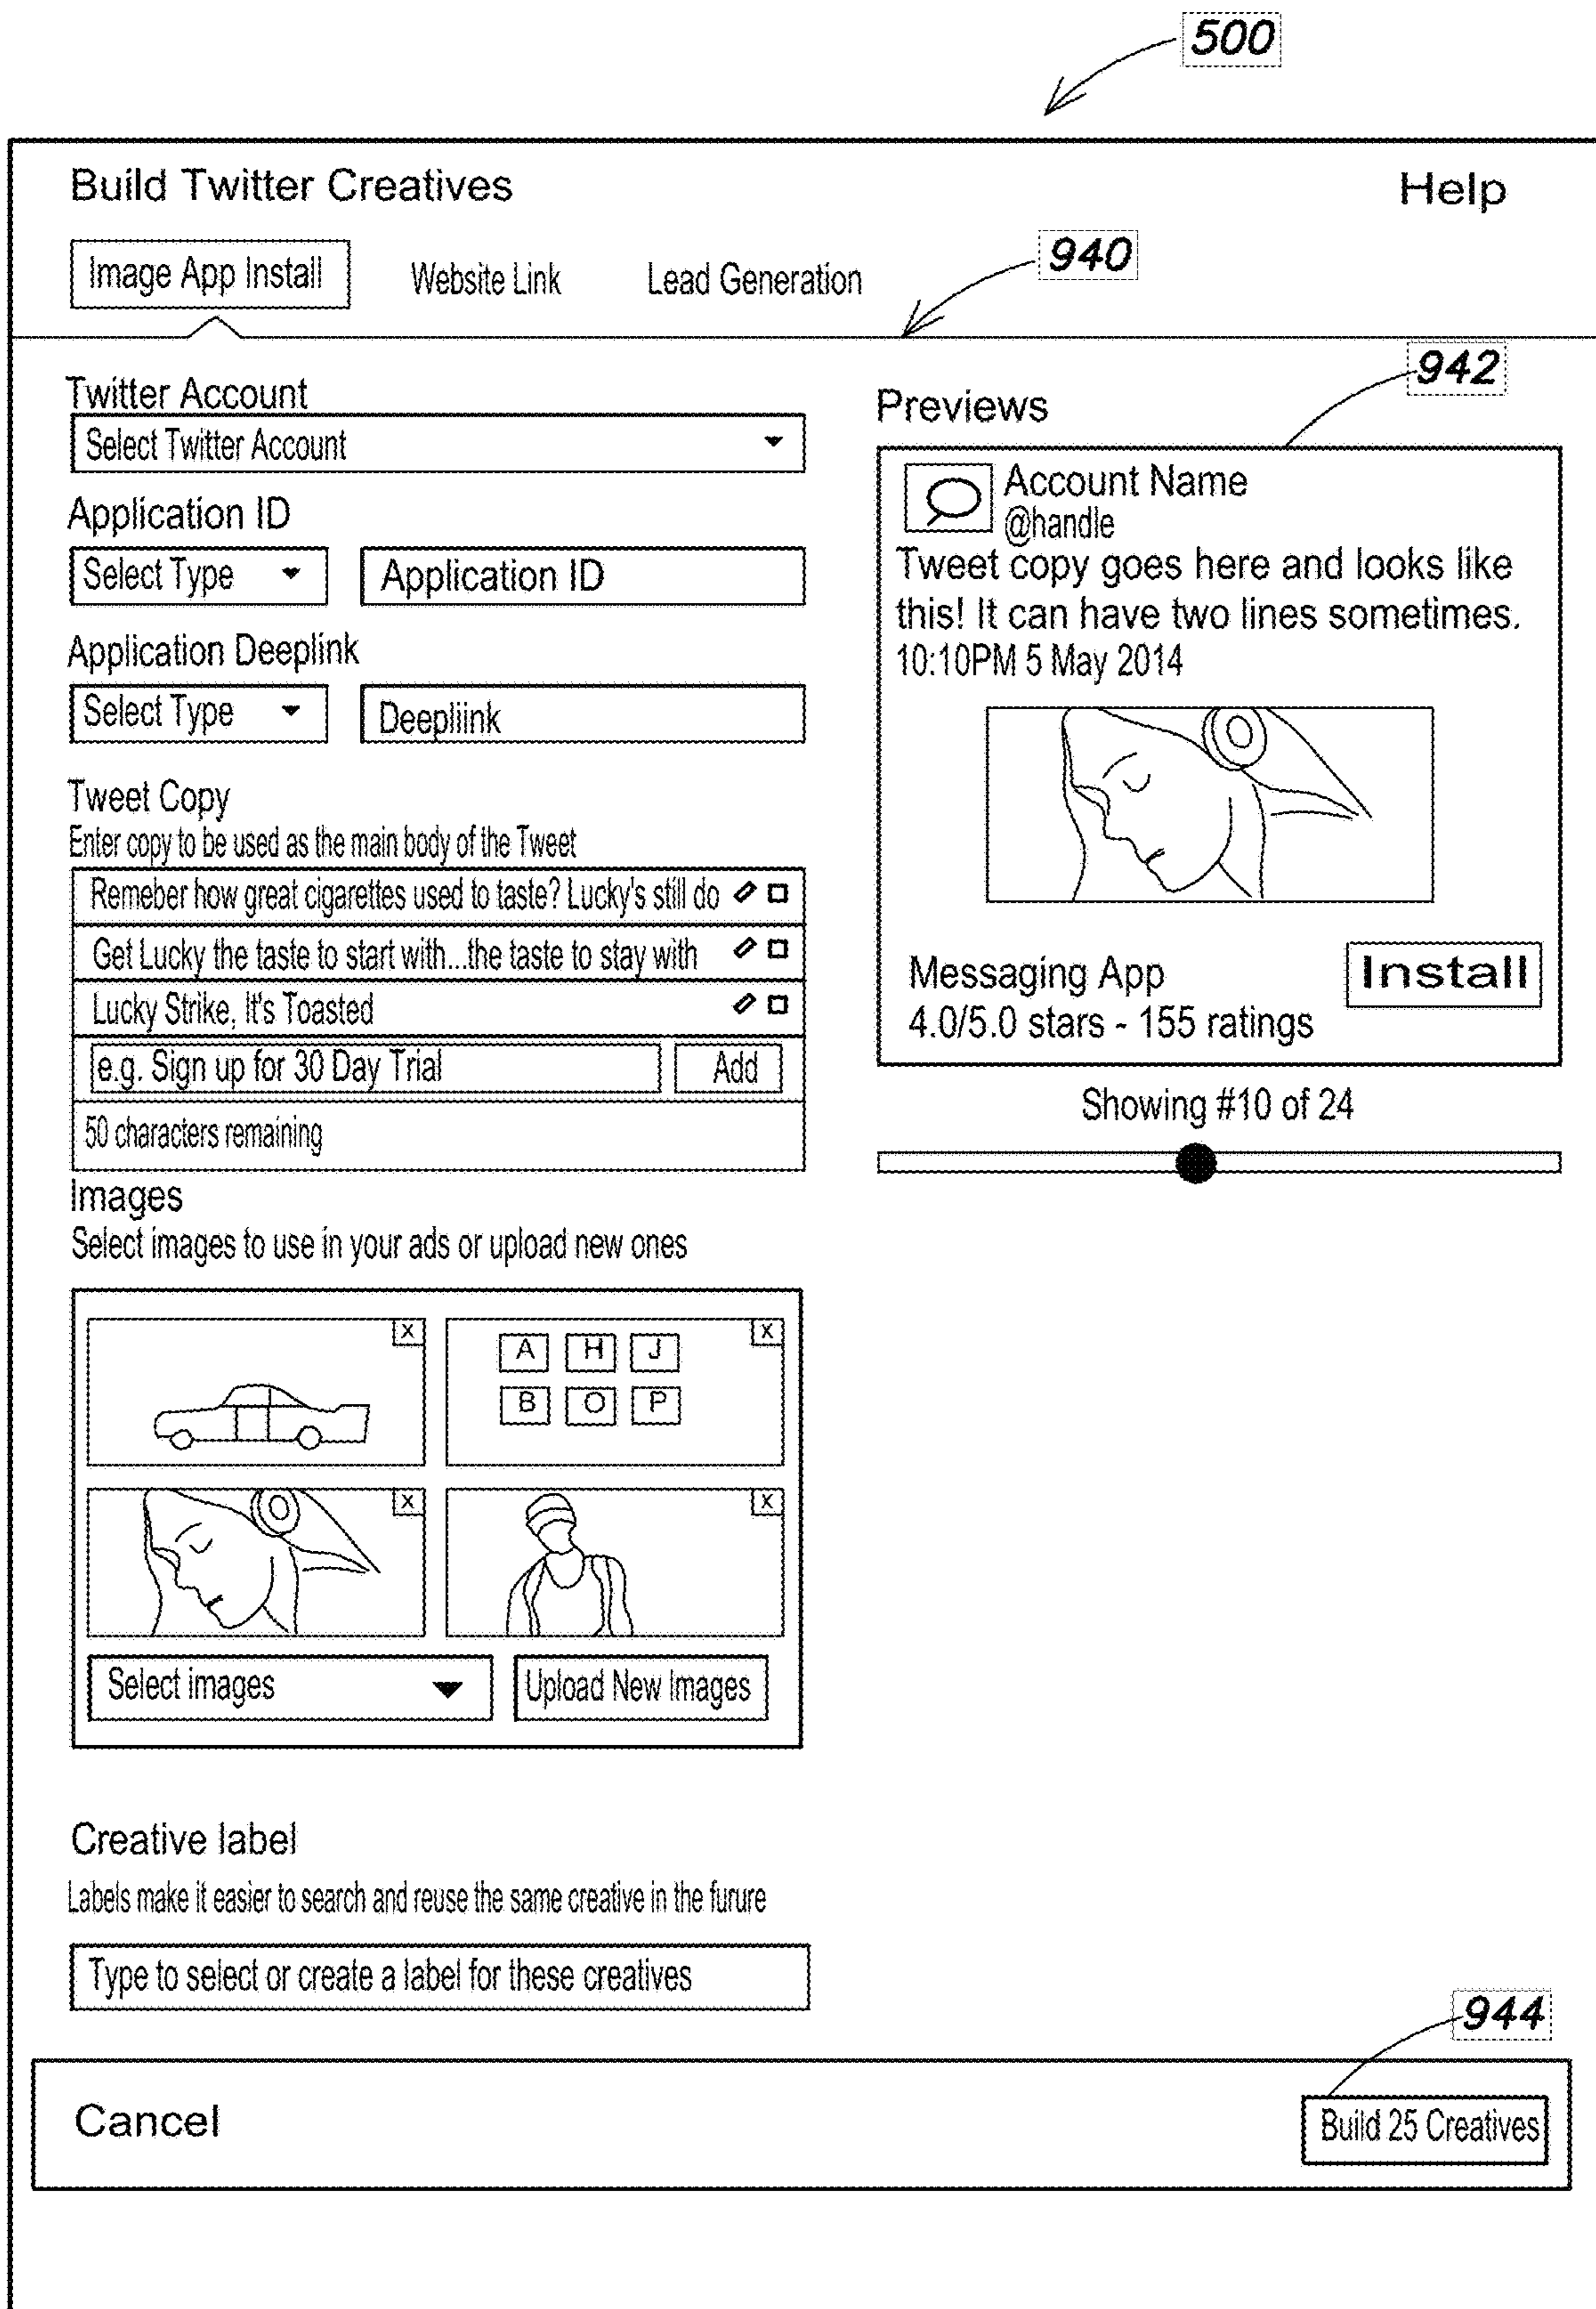 500
Build Twitter Creatives
Help
Image App Install
Website Link
Lead Generation
940
942
Twitter Account
Select Twitter Account
Application ID
Select Type
Application ID
Application Deeplink
Select Type
Deepliink
Tweet Copy
Enter copy to be used as the main body of the Tweet
Remeber how great cigarettes used to taste? Lucky's still do
Get Lucky the taste to start with...the taste to stay with
Lucky Strike, It's Toasted
e.g. Sign up for 30 Day Trial
Add
50 characters remaining
Previews
Account Name
@handle
Tweet copy goes here and looks like
this! It can have two lines sometimes.
10:10PM 5 May 2014
Messaging App
Install
4.0/5.0 stars - 155 ratings
Showing #10 of 24
Images
Select images to use in your ads or upload new ones
X
A H J
X
B O P
X
X
Select images
Upload New Images
Creative label
Labels make it easier to search and reuse the same creative in the furure
Type to select or create a label for these creatives
944
Cancel
Build 25 Creatives